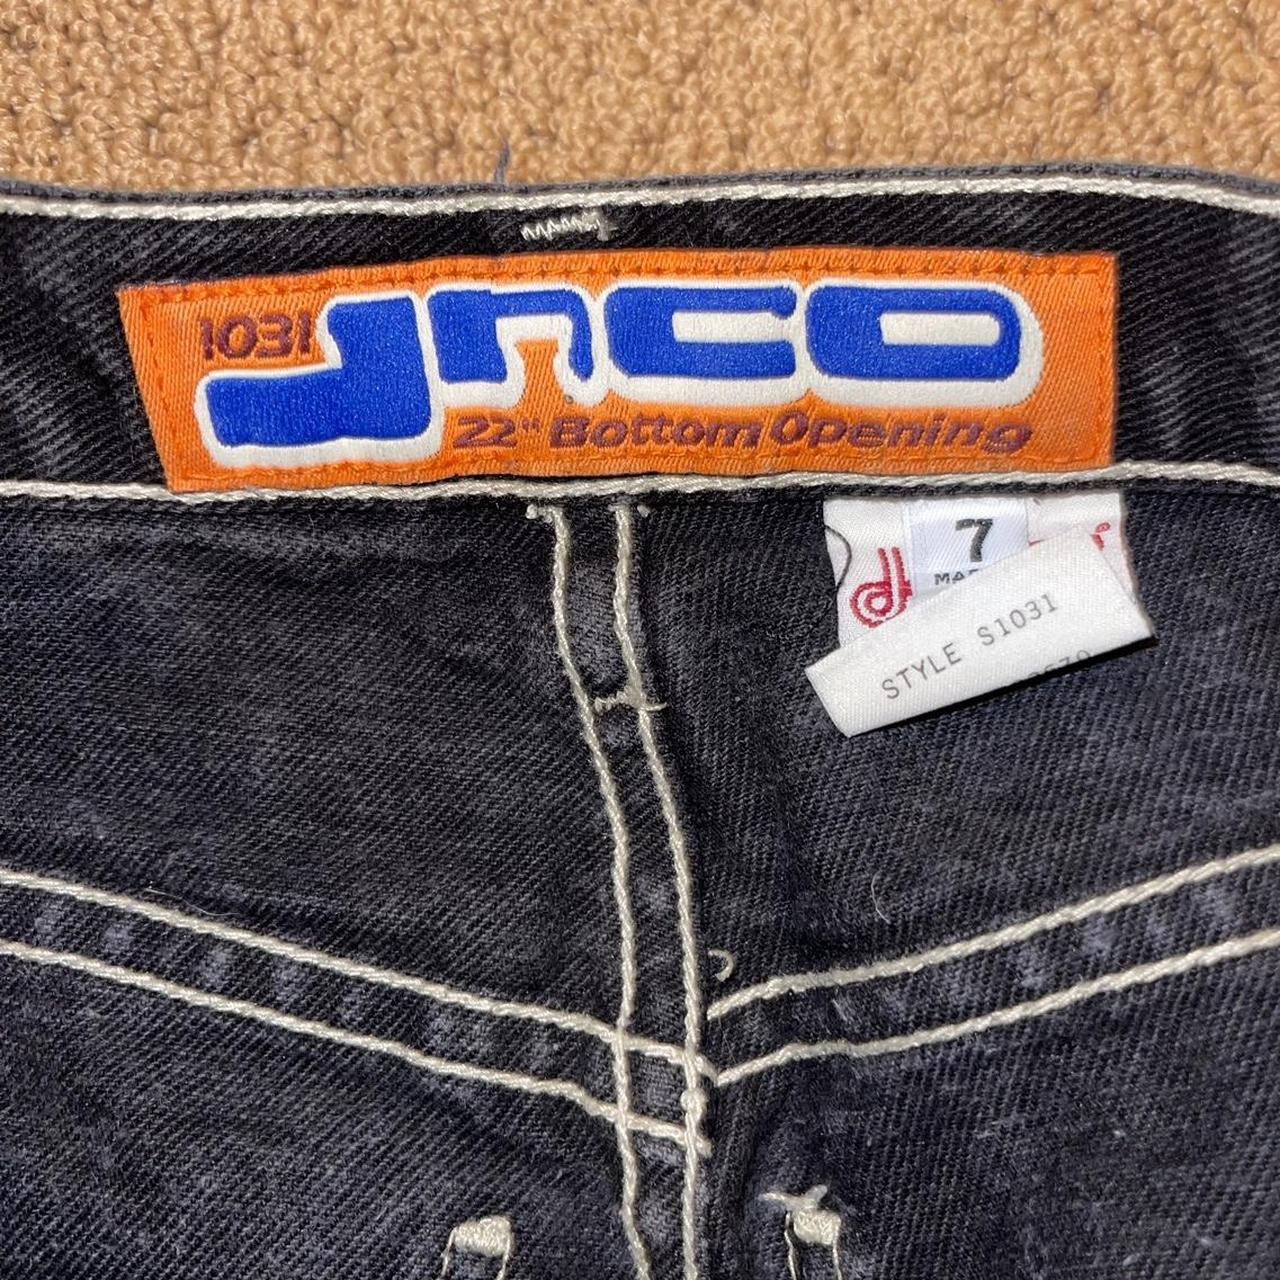 1031
JNCO
22" Bottom Opening
7
STYLE S1031